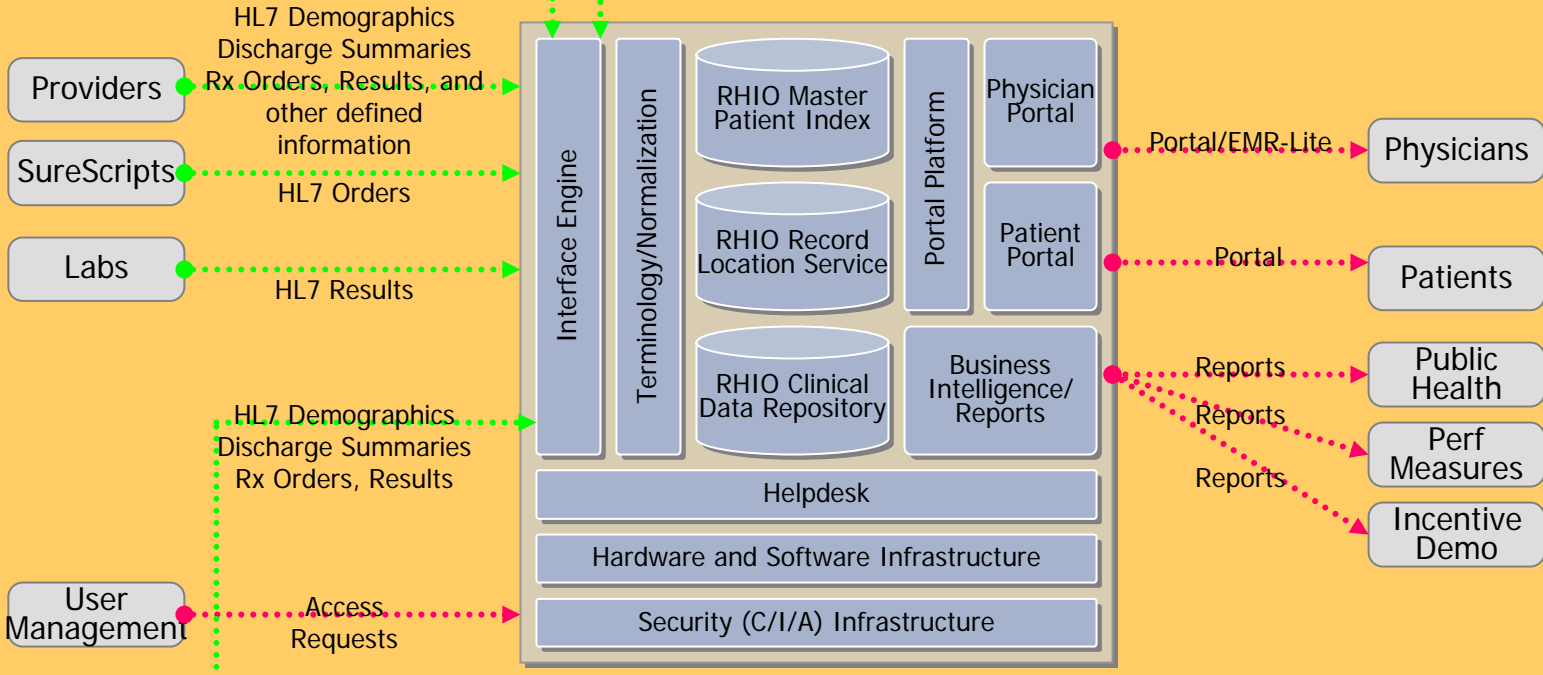 HL7 Demographics
Discharge Summaries
Rx Orders, Results, and
other defined
information
Providers
SureScripts
HL7 Orders
Labs
HL7 Results
HL7 Demographics
Discharge Summaries
Rx Orders, Results
User
Management
Access
Requests
Interface Engine
Terminology/Normalization
RHIO Master
Patient Index
RHIO Record
Location Service
RHIO Clinical
Data Repository
Portal Platform
Physician
Portal
Patient
Portal
Business
Intelligence/
Reports
Helpdesk
Hardware and Software Infrastructure
Security (C/I/A) Infrastructure
Portal/EMR-Lite
Physicians
Portal
Patients
Reports
Public
Health
Reports
Perf
Measures
Reports
Incentive
Demo